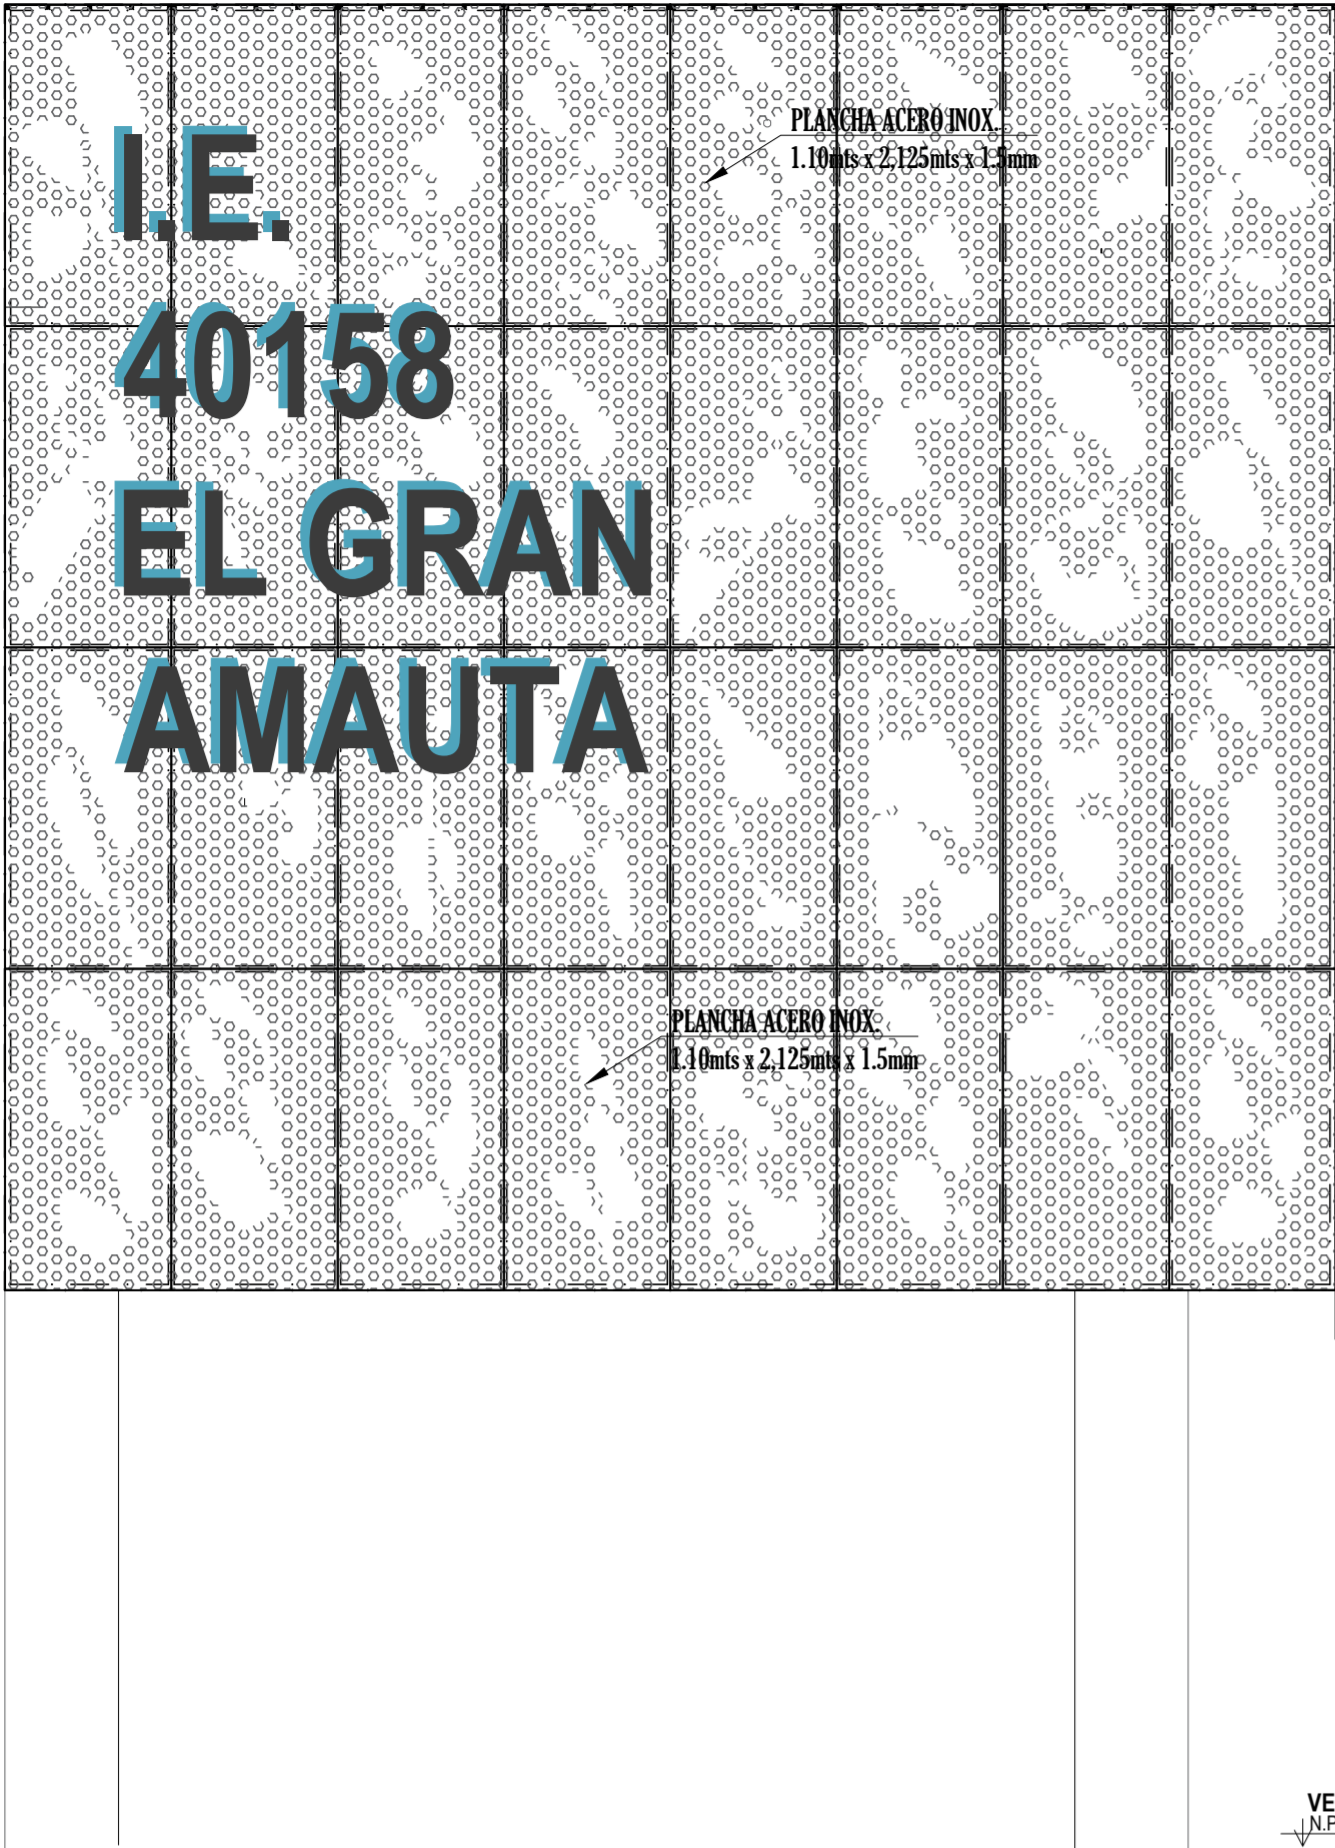 I.E.
PLANCHA ACERO INOX.
1.10mts x 2,125mts x 1.5mm
40158
EL GRAN
AMAUTA
PLANCHA ACERO INOX.
1.10mts x 2,125mts x 1.5mm
VE
N.P